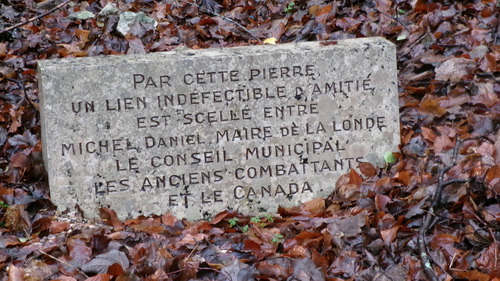 PAR CETTE PIERRE,
UN LIEN INDÉFECTIBLE D'AMITIÉ
EST SCELLÉ ENTRE
MICHEL DANIEL MAIRE DE LA LONDE
LE CONSEIL MUNICIPAL
LES ANCIENS COMBATTANTS
ET LE CANADA